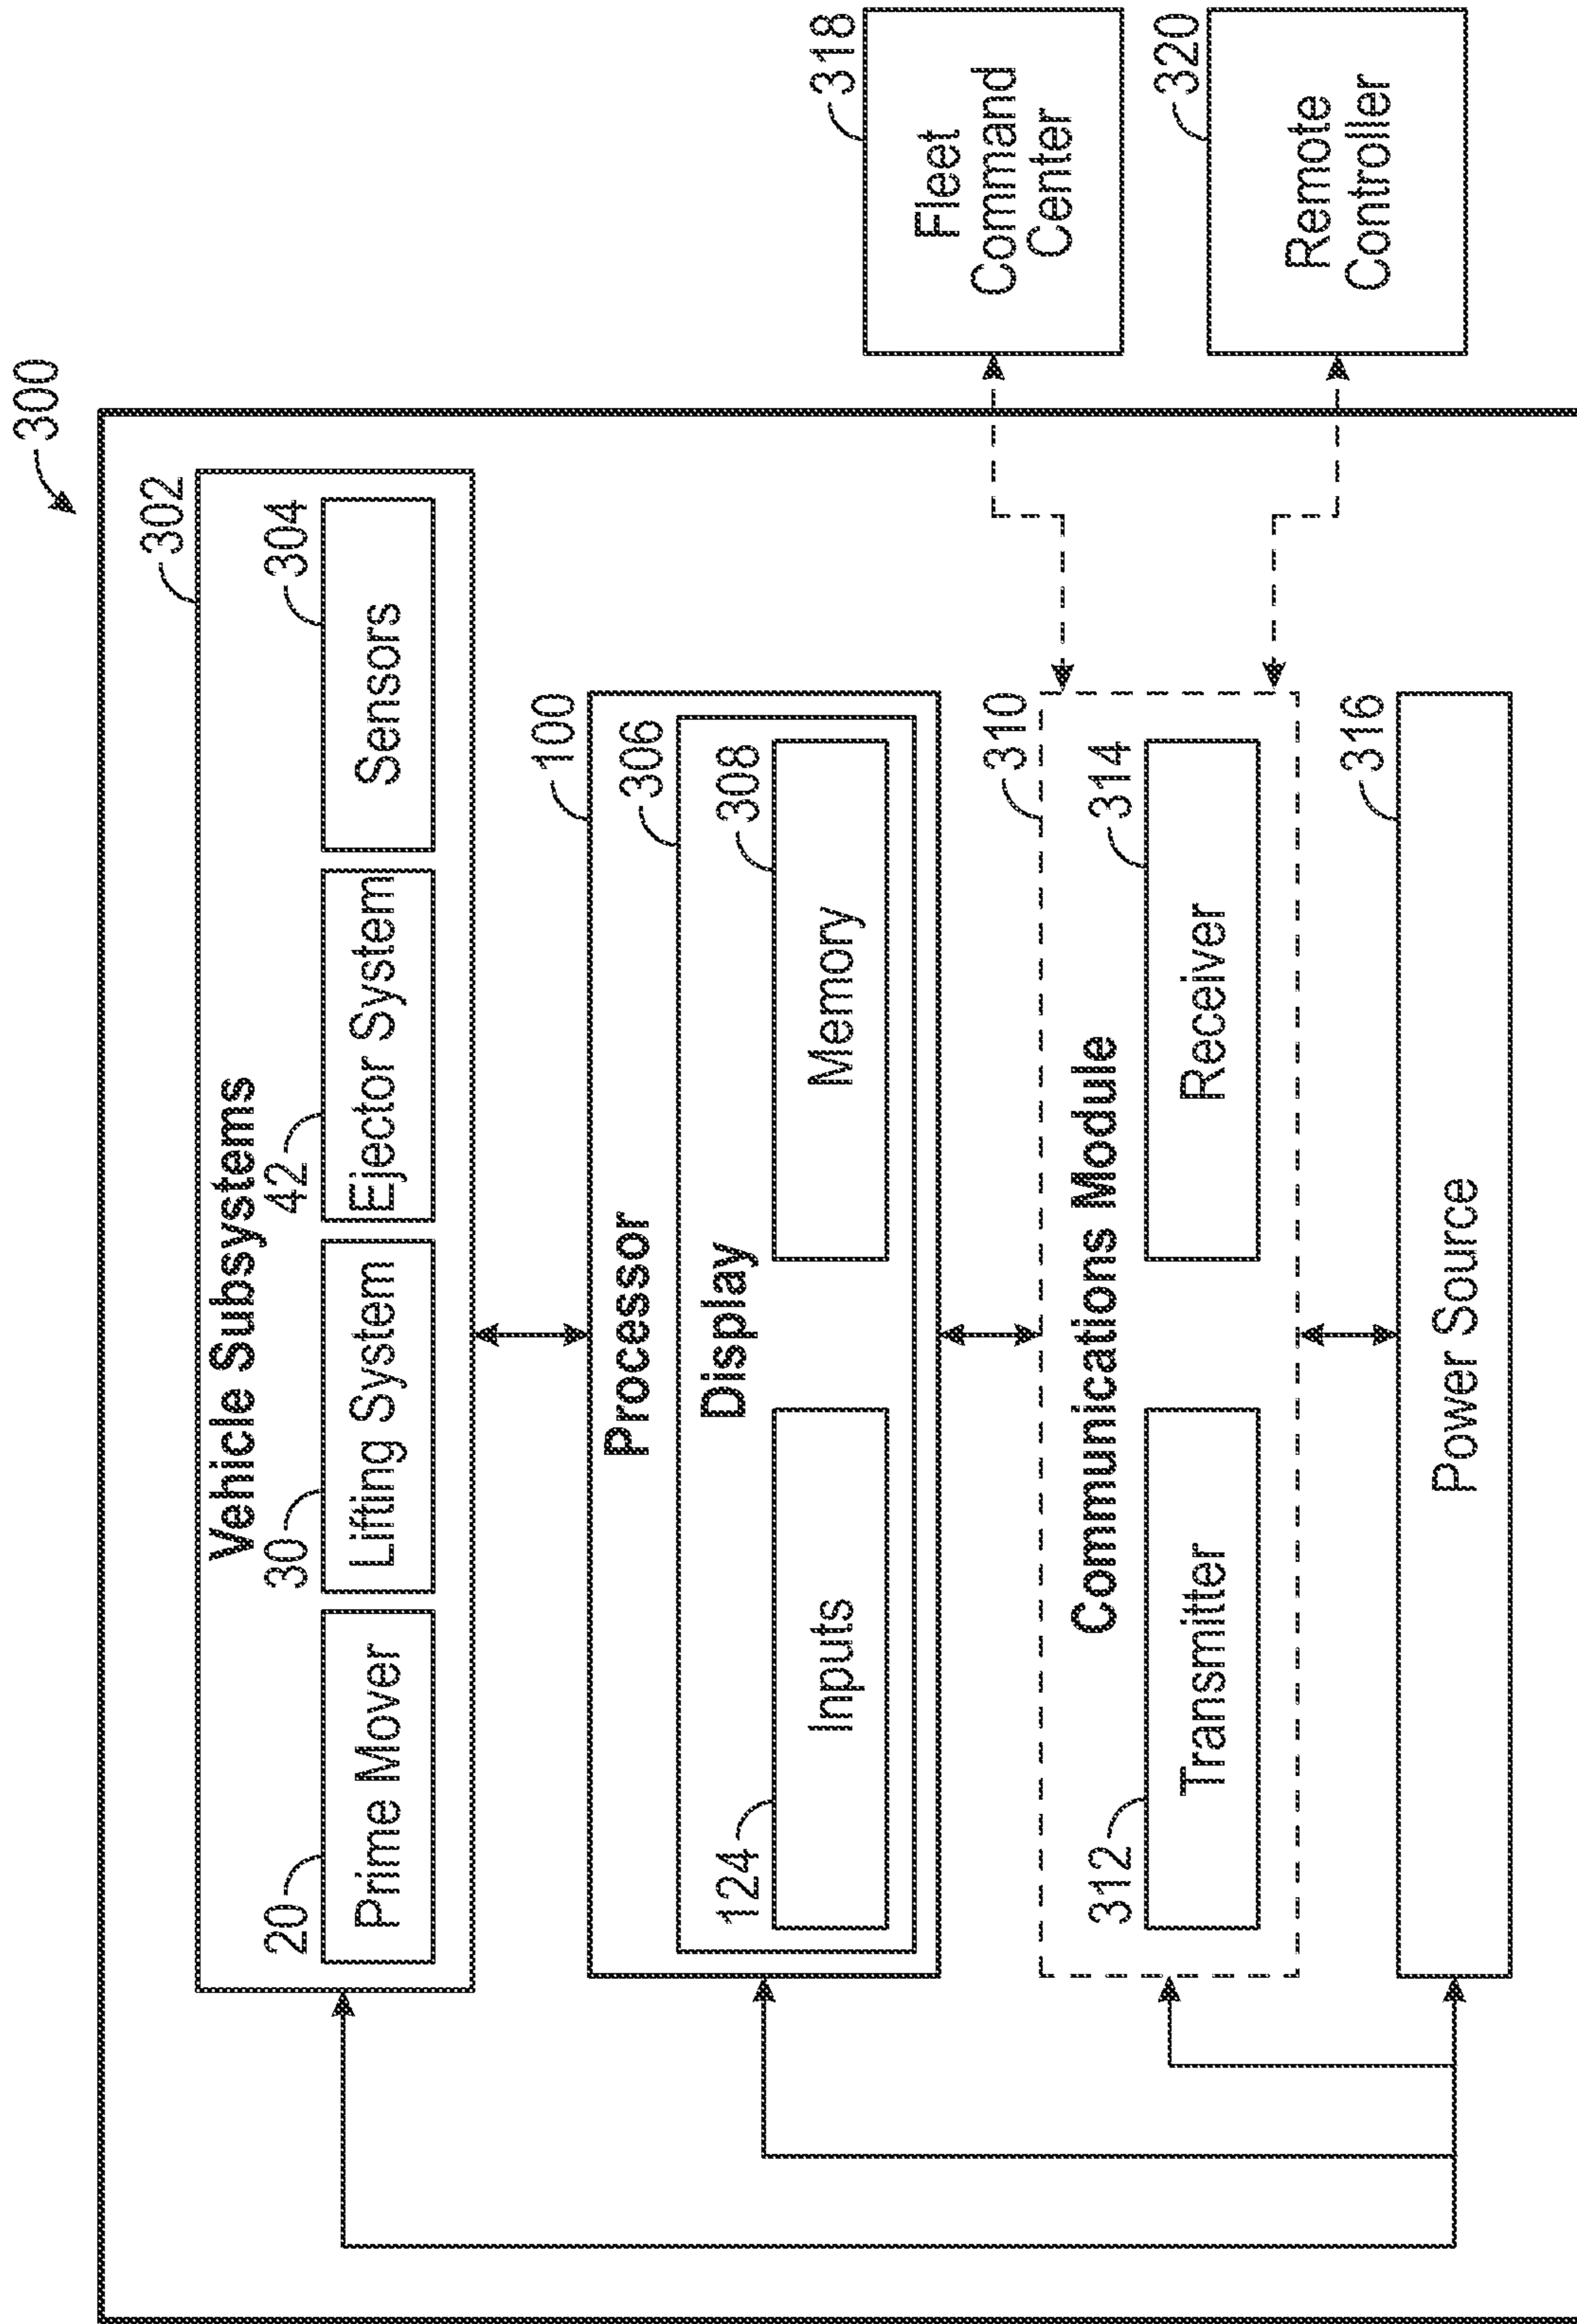 300
302
Vehicle Subsystems
20
30
42
304
Prime Mover
Lifting System
Ejector System
Sensors
100
Processor
306
Display
124
308
Inputs
Memory
310
Communications Module
312
314
Transmitter
Receiver
316
Power Source
318
Fleet
Command
Center
320
Remote
Controller